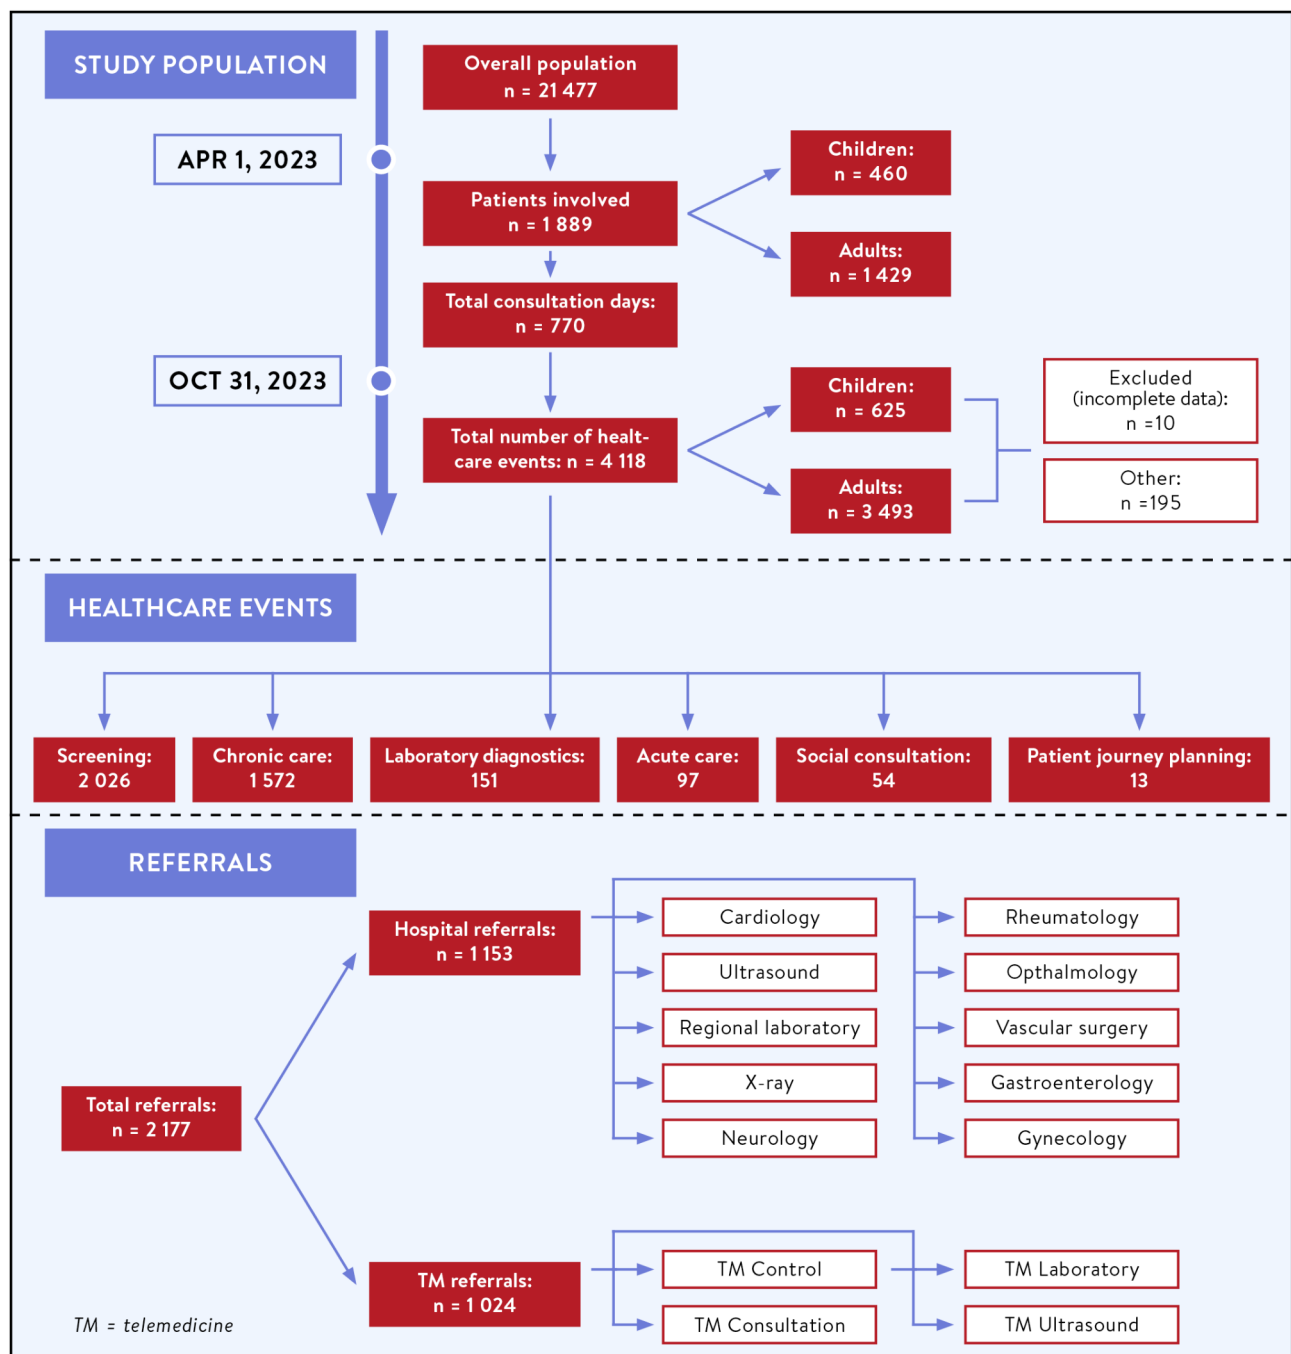 STUDY POPULATION
Overall population
n = 21 477
APR 1, 2023
Patients involved
n = 1 889
Children:
n = 460
Adults:
n = 1 429
Total consultation days:
n = 770
OCT 31, 2023
Total number of healt-
care events: n = 4 118
Children:
n = 625
Adults:
n = 3 493
Excluded
(incomplete data):
n =10
Other:
n =195
HEALTHCARE EVENTS
Screening:
2 026
Chronic care:
1 572
Laboratory diagnostics:
151
Acute care:
97
Social consultation:
54
Patient journey planning:
13
REFERRALS
Total referrals:
n = 2 177
Hospital referrals:
n = 1 153
Cardiology
Ultrasound
Regional laboratory
X-ray
Neurology
Rheumatology
Opthalmology
Vascular surgery
Gastroenterology
Gynecology
TM referrals:
n = 1 024
TM Control
TM Consultation
TM Laboratory
TM Ultrasound
TM = telemedicine